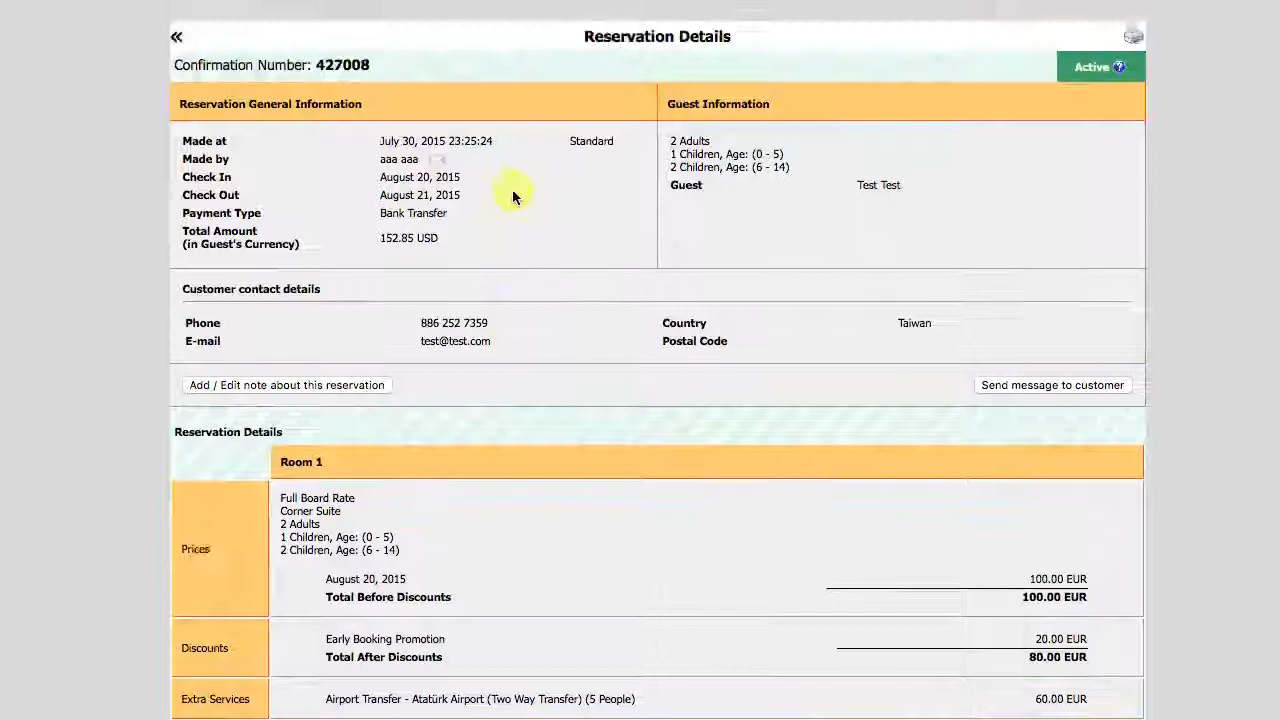 « Reservation Details
Confirmation Number: 427008
Active ?
Reservation General Information
Made at July 30, 2015 23:25:24 Standard
Made by aaa aaa
Check In August 20, 2015
Check Out August 21, 2015
Payment Type Bank Transfer
Total Amount
(in Guest's Currency) 152.85 USD
Guest Information
2 Adults
1 Children, Age: (0 - 5)
2 Children, Age: (6 - 14)
Guest Test Test
Customer contact details
Phone 886 252 7359 Country Taiwan
E-mail test@test.com Postal Code
Add / Edit note about this reservation Send message to customer
Reservation Details
Room 1
Prices
Full Board Rate
Corner Suite
2 Adults
1 Children, Age: (0 - 5)
2 Children, Age: (6 - 14)
August 20, 2015 100.00 EUR
Total Before Discounts 100.00 EUR
Discounts
Early Booking Promotion 20.00 EUR
Total After Discounts 80.00 EUR
Extra Services Airport Transfer - Atatürk Airport (Two Way Transfer) (5 People) 60.00 EUR